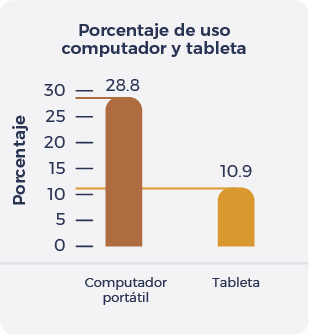 Porcentaje de uso
computador y tableta
Porcentaje
30
25
20
15
10
5
0
28.8
10.9
Computador
portátil
Tableta